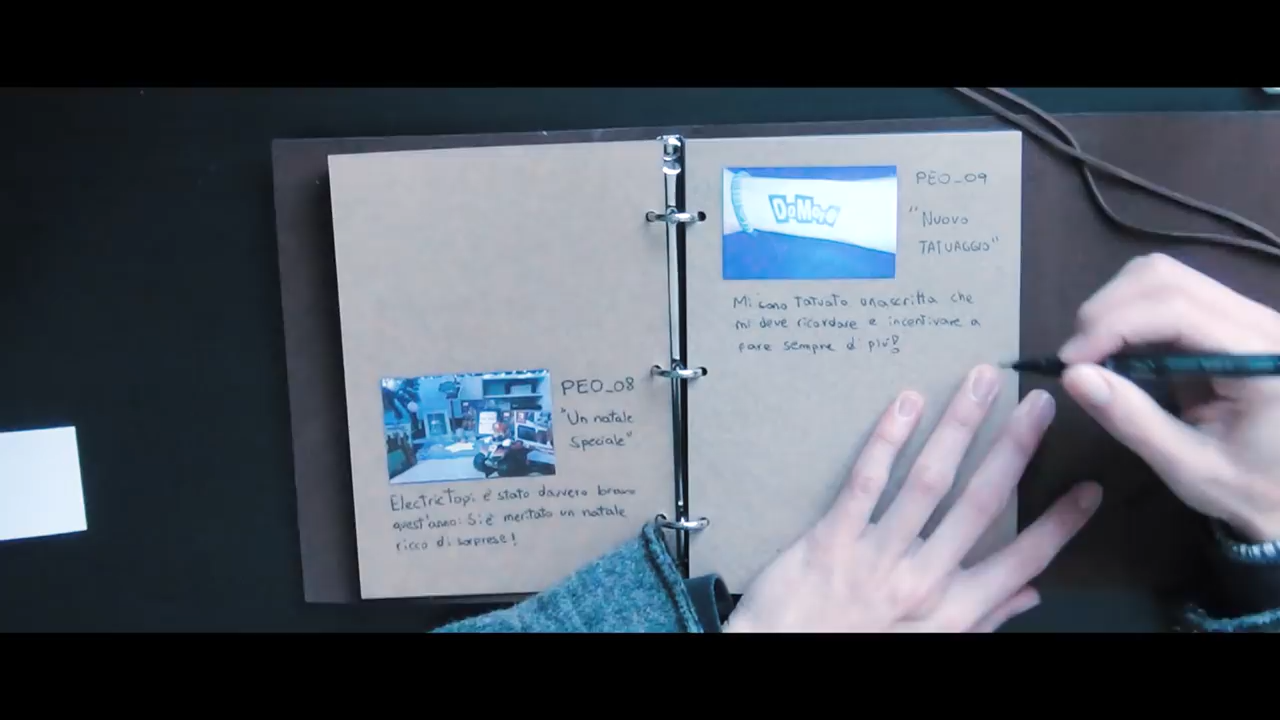 PEO_08
"Un natale
speciale"
ElectricTopi è stato davvero bravo
quest'anno: Si è meritato un natale
ricco di sorprese!
DoMore
PEO_09
"Nuovo
TATUAGGIO"
Mi sono tatuato una scritta che
mi deve ricordare e incentivare a
fare sempre di più!